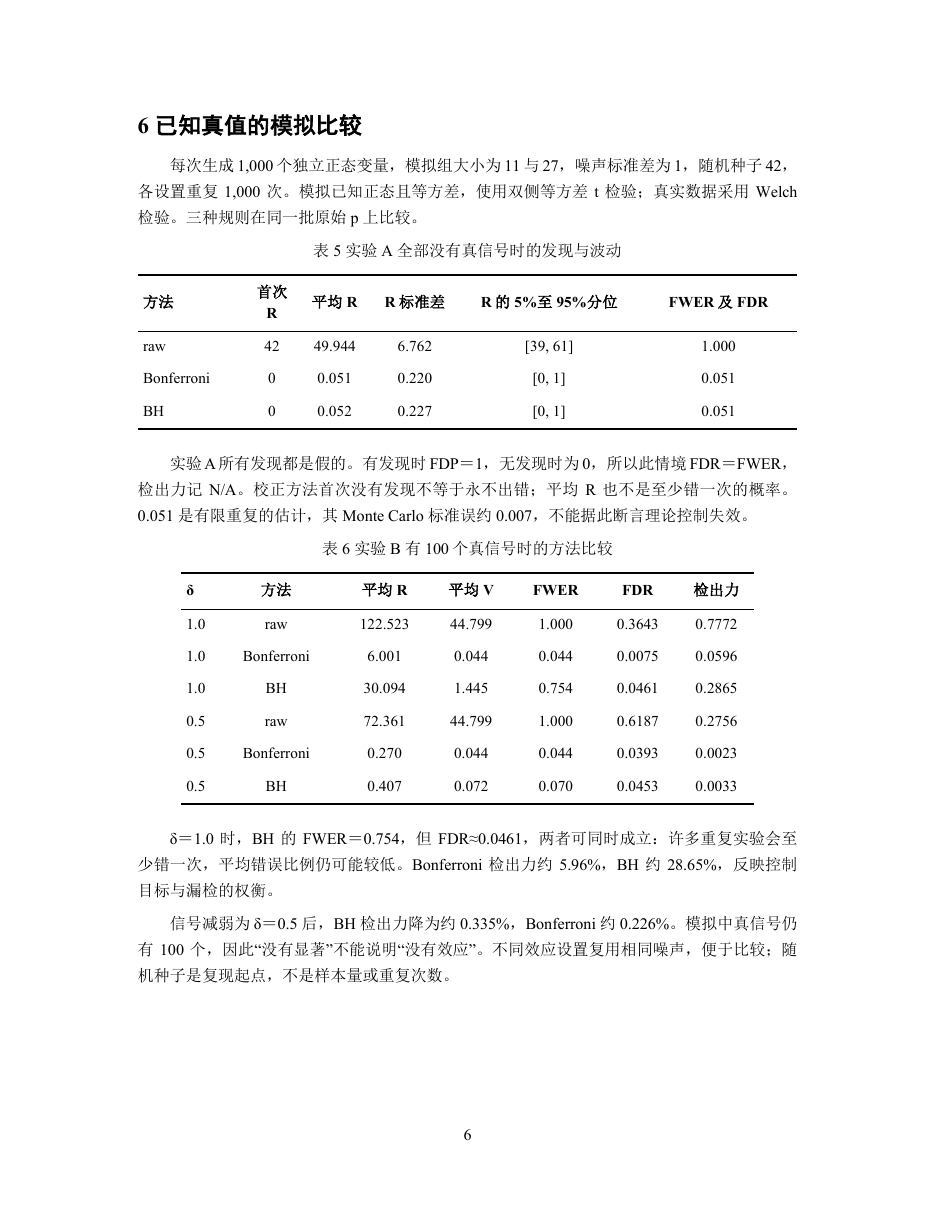 6 已知真值的模拟比较
每次生成 1,000 个独立正态变量，模拟组大小为 11 与 27，噪声标准差为 1，随机种子 42，
各设置重复 1,000 次。模拟已知正态且等方差，使用双侧等方差 t 检验；真实数据采用 Welch
检验。三种规则在同一批原始 p 上比较。
表 5 实验 A 全部没有真信号时的发现与波动
方法 首次 R 平均 R R 标准差 R 的 5%至 95%分位 FWER 及 FDR
raw 42 49.944 6.762 [39, 61] 1.000
Bonferroni 0 0.051 0.220 [0, 1] 0.051
BH 0 0.052 0.227 [0, 1] 0.051
实验 A 所有发现都是假的。有发现时 FDP＝1，无发现时为 0，所以此情境 FDR＝FWER，
检出力记 N/A。校正方法首次没有发现不等于永不出错；平均 R 也不是至少错一次的概率。
0.051 是有限重复的估计，其 Monte Carlo 标准误约 0.007，不能据此断言理论控制失效。
表 6 实验 B 有 100 个真信号时的方法比较
δ 方法 平均 R 平均 V FWER FDR 检出力
1.0 raw 122.523 44.799 1.000 0.3643 0.7772
1.0 Bonferroni 6.001 0.044 0.044 0.0075 0.0596
1.0 BH 30.094 1.445 0.754 0.0461 0.2865
0.5 raw 72.361 44.799 1.000 0.6187 0.2756
0.5 Bonferroni 0.270 0.044 0.044 0.0393 0.0023
0.5 BH 0.407 0.072 0.070 0.0453 0.0033
δ＝1.0 时，BH 的 FWER＝0.754，但 FDR≈0.0461，两者可同时成立：许多重复实验会至
少错一次，平均错误比例仍可能较低。Bonferroni 检出力约 5.96%，BH 约 28.65%，反映控制
目标与漏检的权衡。
信号减弱为 δ＝0.5 后，BH 检出力降为约 0.335%，Bonferroni 约 0.226%。模拟中真信号仍
有 100 个，因此“没有显著”不能说明“没有效应”。不同效应设置复用相同噪声，便于比较；随
机种子是复现起点，不是样本量或重复次数。
6